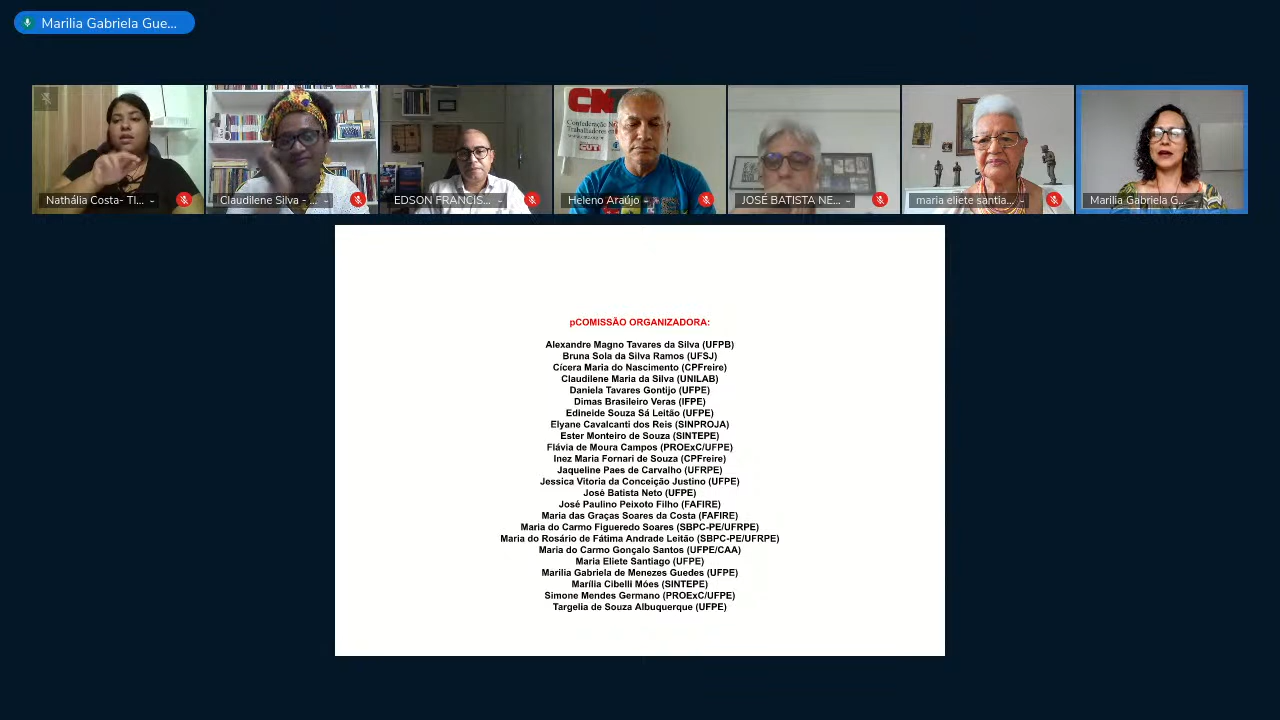 Marilia Gabriela Gue...
CN
Confederação N
Trabalhadores em
CUT
Nathália Costa- TI...
Claudilene Silva - ...
EDSON FRANCIS...
Heleno Araújo
JOSÉ BATISTA NE...
maria eliete santia...
Marilia Gabriela G...
pCOMISSÃO ORGANIZADORA:
Alexandre Magno Tavares da Silva (UFPB)
Bruna Sola da Silva Ramos (UFSJ)
Cícera Maria do Nascimento (CPFreire)
Claudilene Maria da Silva (UNILAB)
Daniela Tavares Gontijo (UFPE)
Dimas Brasileiro Veras (IFPE)
Edineide Souza Sá Leitão (UFPE)
Elyane Cavalcanti dos Reis (SINPROJA)
Ester Monteiro de Souza (SINTEPE)
Flávia de Moura Campos (PROExC/UFPE)
Inez Maria Fornari de Souza (CPFreire)
Jaqueline Paes de Carvalho (UFRPE)
Jessica Vitoria da Conceição Justino (UFPE)
José Batista Neto (UFPE)
José Paulino Peixoto Filho (FAFIRE)
Maria das Graças Soares da Costa (FAFIRE)
Maria do Carmo Figueredo Soares (SBPC-PE/UFRPE)
Maria do Rosário de Fátima Andrade Leitão (SBPC-PE/UFRPE)
Maria do Carmo Gonçalo Santos (UFPE/CAA)
Maria Eliete Santiago (UFPE)
Marilia Gabriela de Menezes Guedes (UFPE)
Marília Cibelli Móes (SINTEPE)
Simone Mendes Germano (PROExC/UFPE)
Targelia de Souza Albuquerque (UFPE)